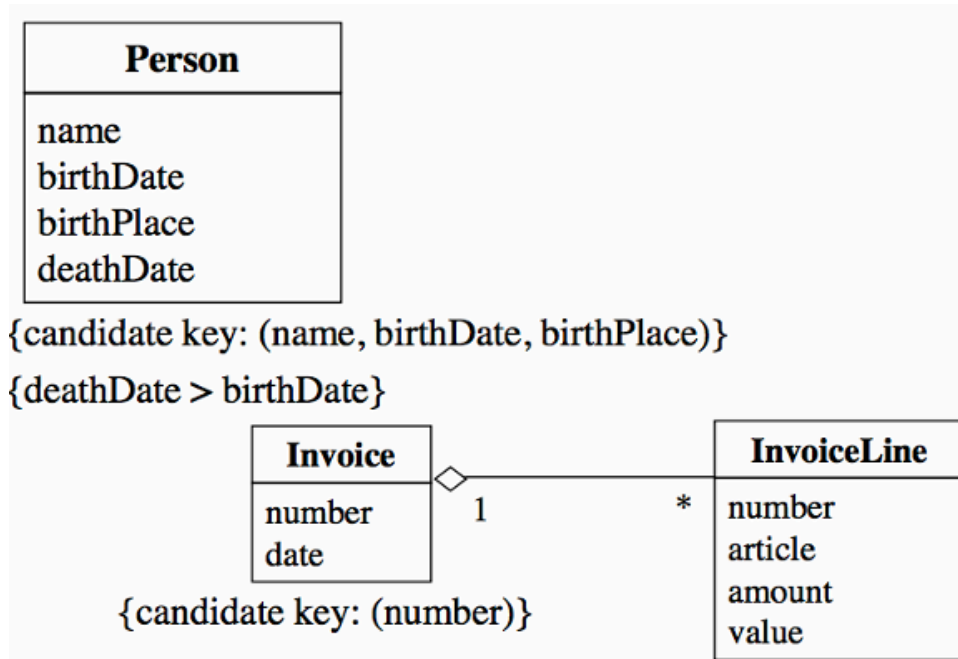 Person
name
birthDate
birthPlace
deathDate
{candidate key: (name, birthDate, birthPlace)}
{deathDate > birthDate}
Invoice
number
date
1
*
InvoiceLine
number
article
amount
value
{candidate key: (number)}